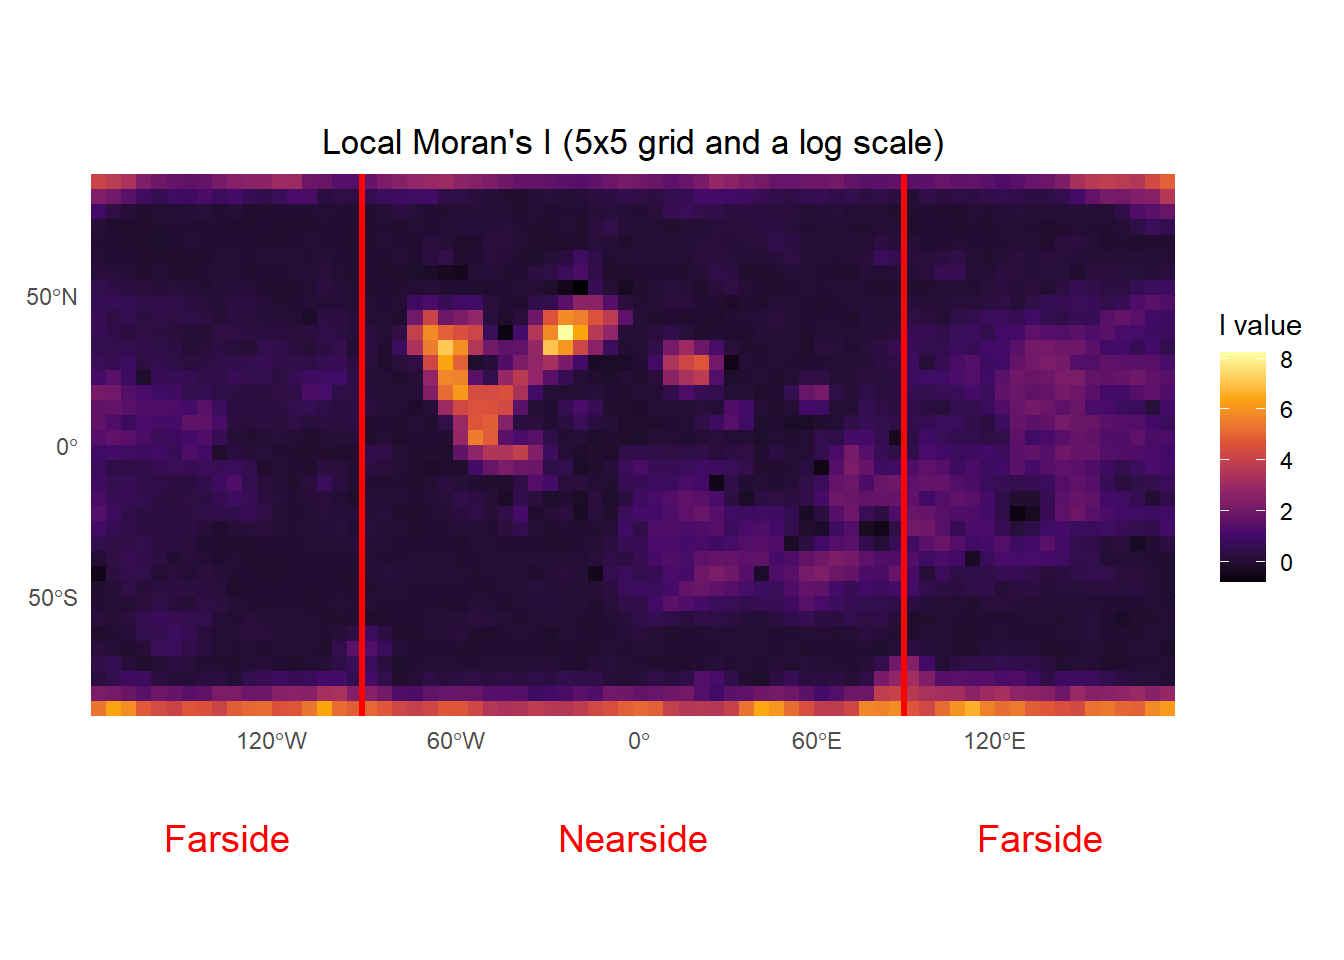 Local Moran's I (5x5 grid and a log scale)
50°N
0°
50°S
120°W
60°W
0°
60°E
120°E
I value
8
6
4
2
0
Farside
Nearside
Farside